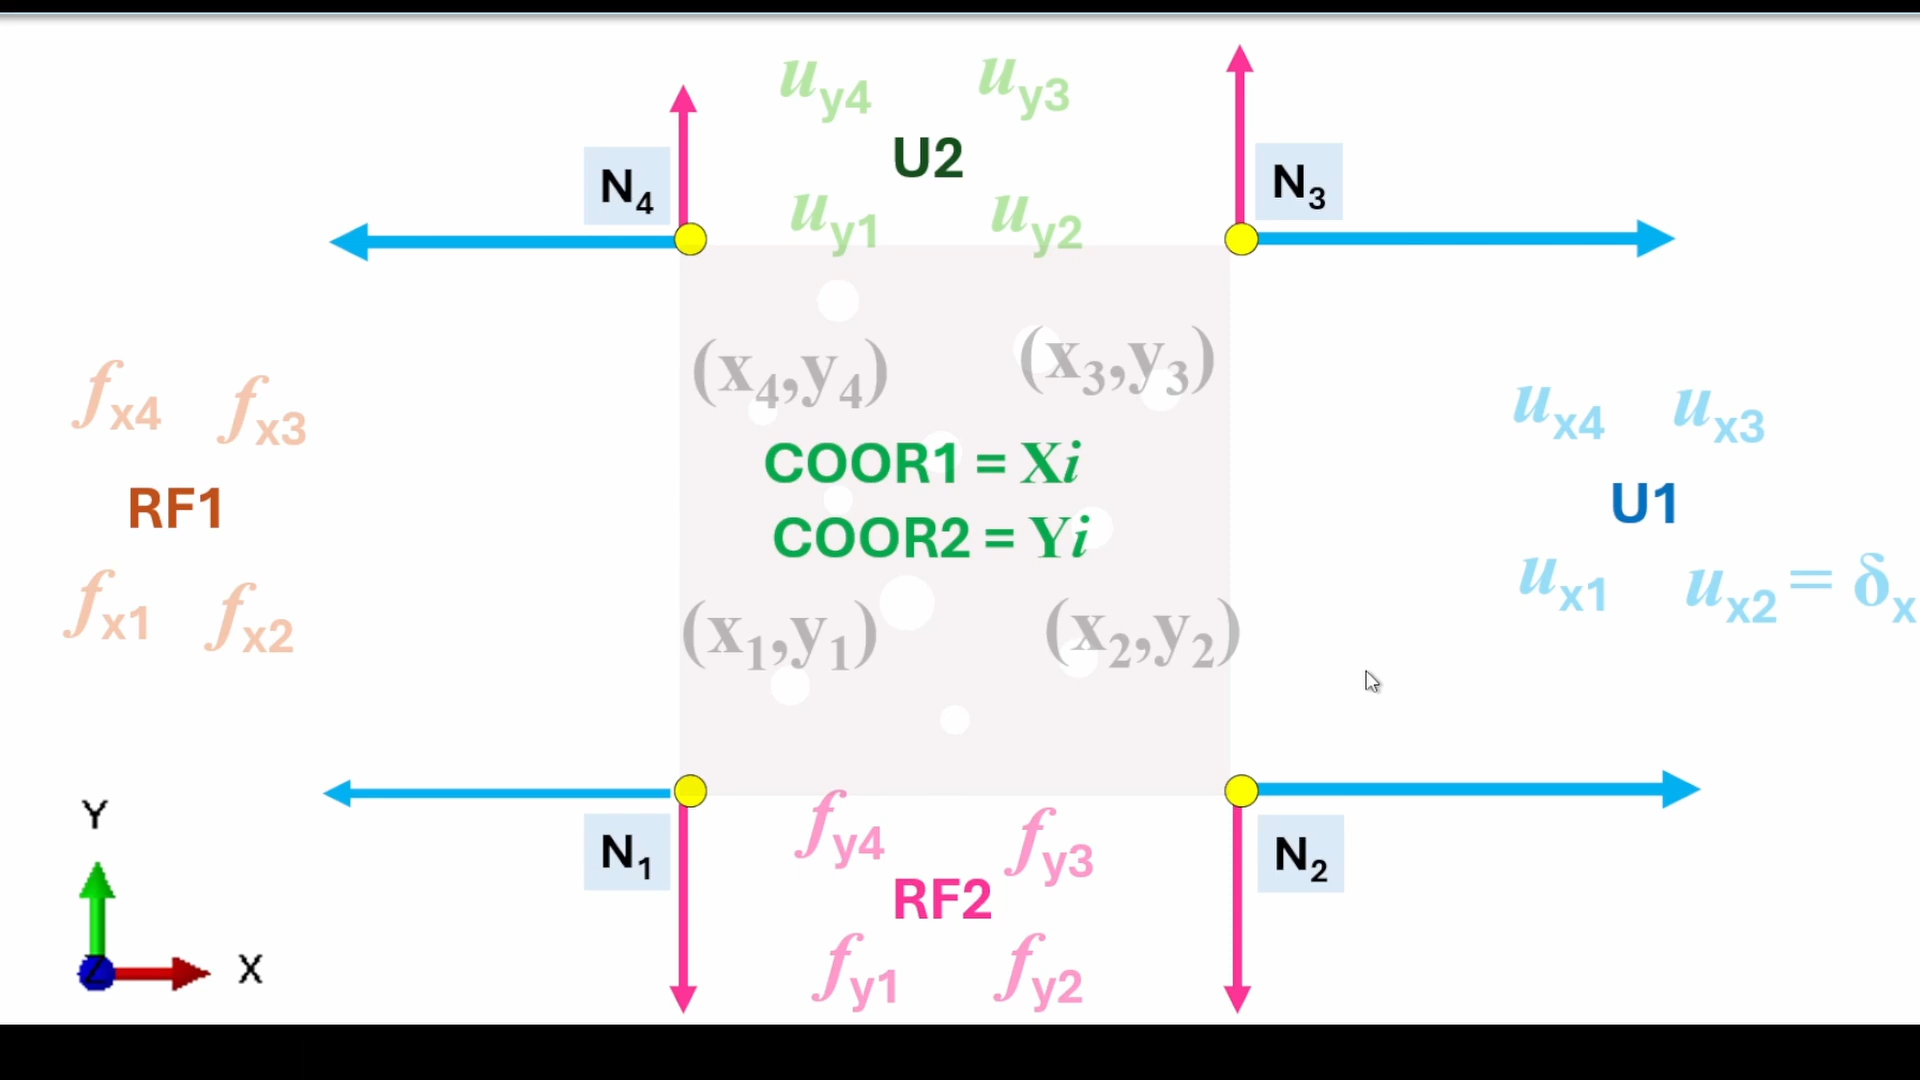 u_y4 u_y3
U2
u_y1 u_y2
N_4
N_3
f_x4 f_x3
RF1
f_x1 f_x2
(x_4,y_4) (x_3,y_3)
COOR1 = Xi
COOR2 = Yi
(x_1,y_1) (x_2,y_2)
u_x4 u_x3
U1
u_x1 u_x2 = δ_x
N_1
N_2
f_y4 f_y3
RF2
f_y1 f_y2
Y
Z
X